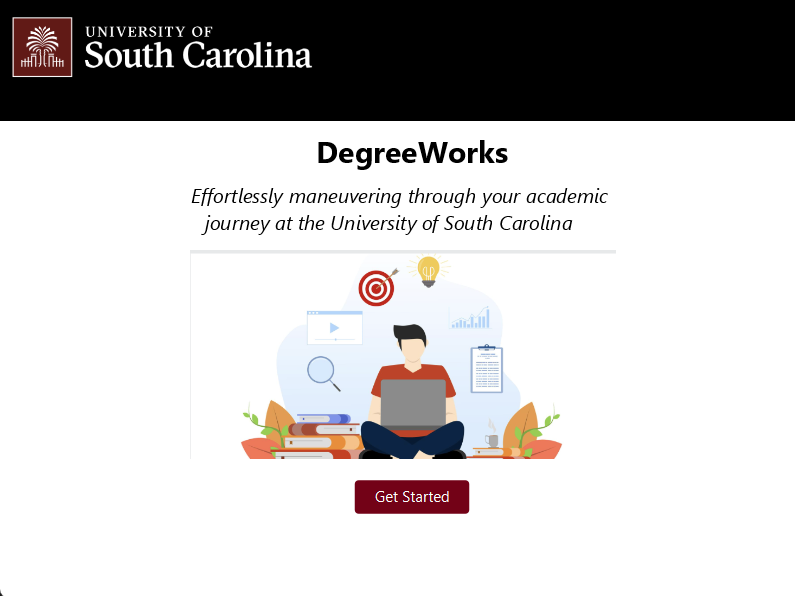 UNIVERSITY OF
South Carolina
DegreeWorks
Effortlessly maneuvering through your academic
journey at the University of South Carolina
Get Started